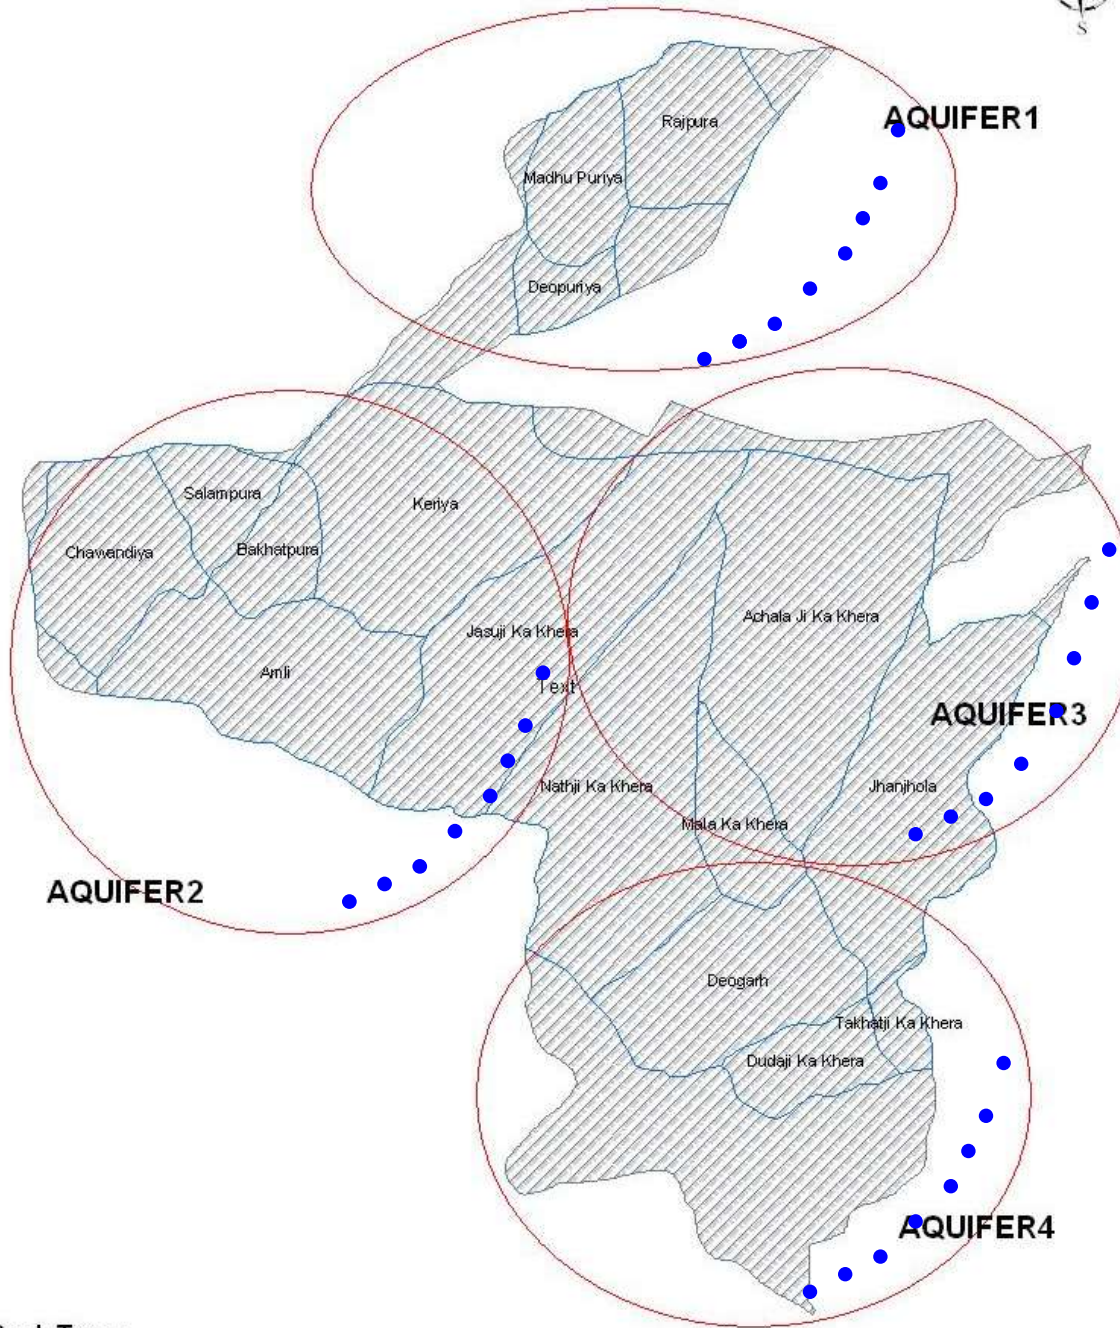 S
AQUIFER1
Rajpura
Madhu Puriya
Deopuriya
Salampura
Keriya
Chawandiya
Bakhatpura
Achala Ji Ka Khera
Jasuji Ka Khera
Amli
Text
AQUIFER3
Nathji Ka Khera
Jhanjhola
Mala Ka Khera
AQUIFER2
Deogarh
Takhatji Ka Khera
Dudaji Ka Khera
AQUIFER4